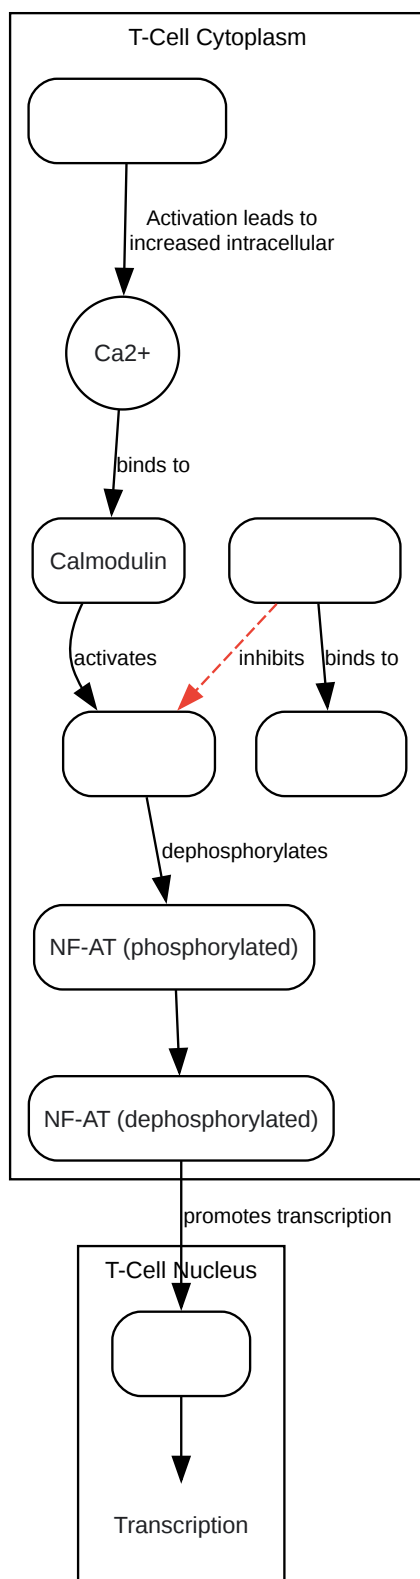 T-Cell Cytoplasm
Activation leads to
increased intracellular
Ca2+
binds to
Calmodulin
activates
inhibits
binds to
dephosphorylates
NF-AT (phosphorylated)
NF-AT (dephosphorylated)
promotes transcription
T-Cell Nucleus
Transcription